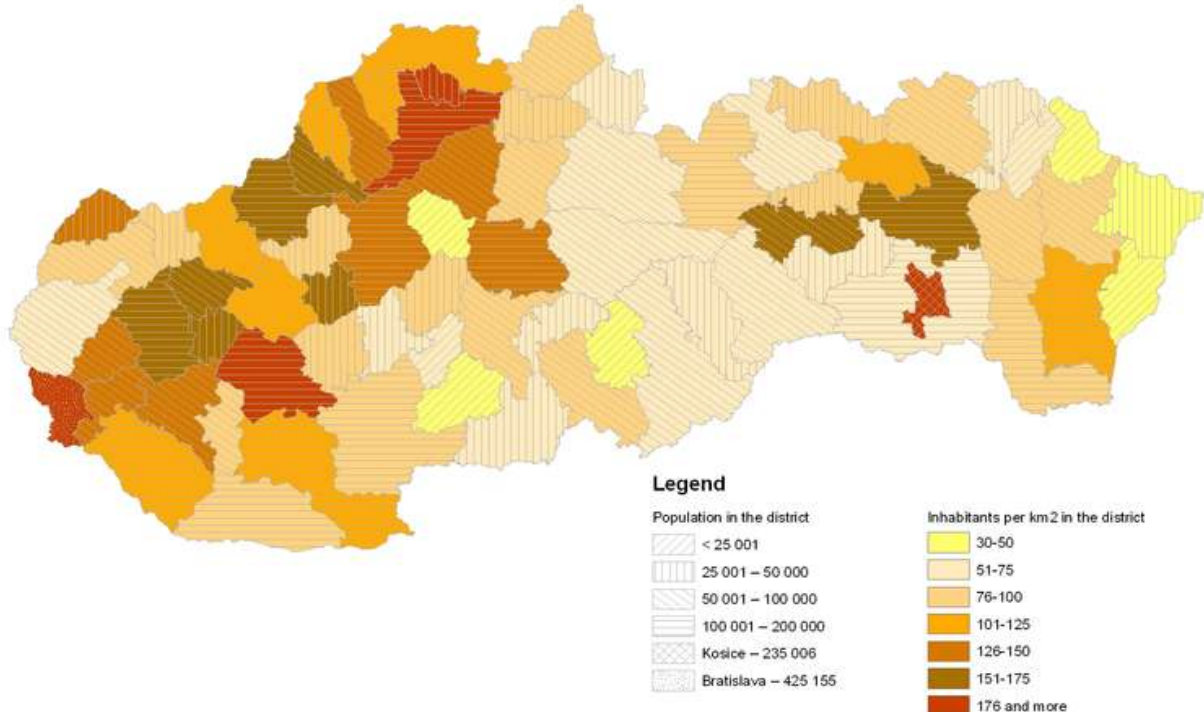 Legend
Population in the district
< 25 001
25 001 – 50 000
50 001 – 100 000
100 001 – 200 000
Kosice – 235 006
Bratislava – 425 155
Inhabitants per km2 in the district
30-50
51-75
76-100
101-125
126-150
151-175
176 and more